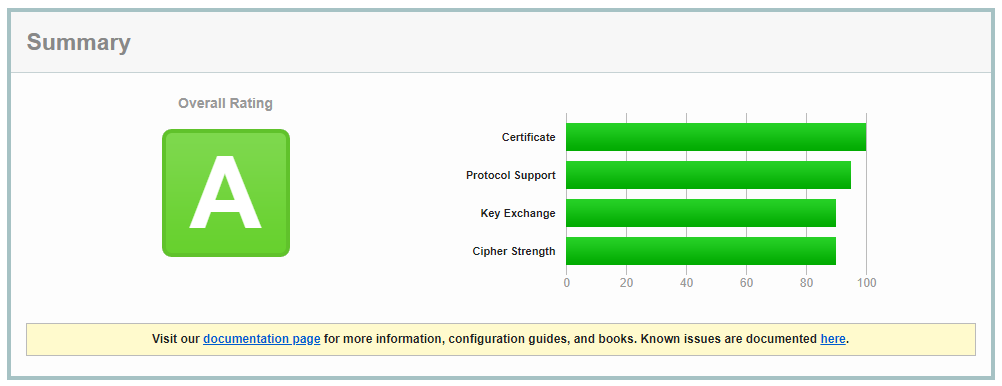 Summary
Overall Rating
A
Certificate
Protocol Support
Key Exchange
Cipher Strength
0 20 40 60 80 100
Visit our documentation page for more information, configuration guides, and books. Known issues are documented here.